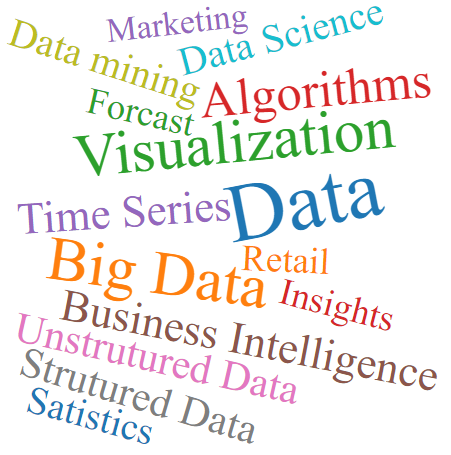 Marketing
Data mining
Data Science
Algorithms
Forcast
Visualization
Time Series
Data
Big Data
Retail
Insights
Business Intelligence
Unstrutured Data
Strutured Data
Satistics